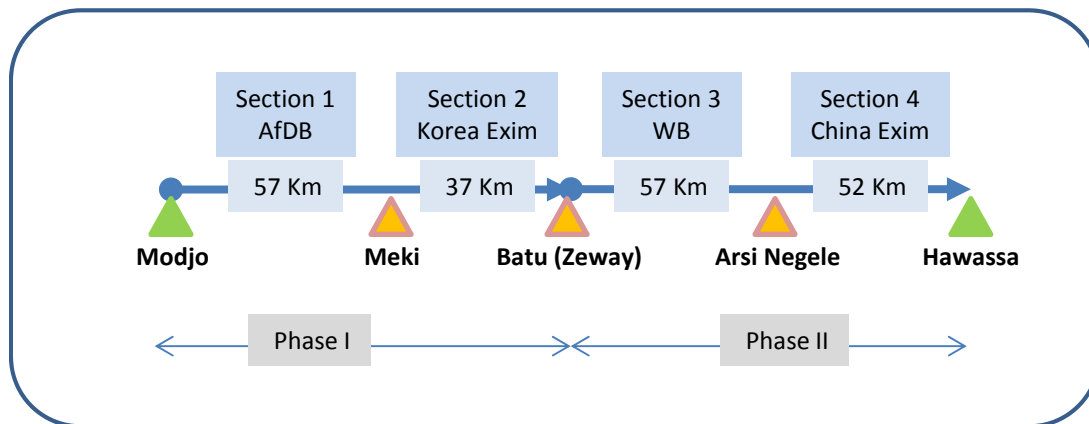 Section 1
AfDB
Section 2
Korea Exim
Section 3
WB
Section 4
China Exim
57 Km
37 Km
57 Km
52 Km
Modjo
Meki
Batu (Zeway)
Arsi Negele
Hawassa
Phase I
Phase II